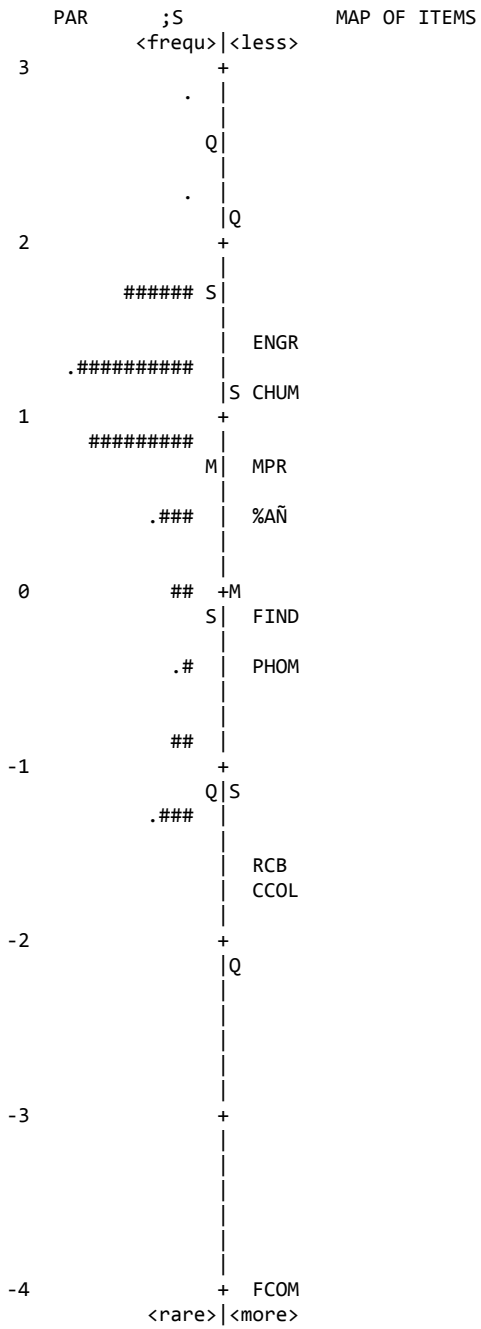 PAR ;S MAP OF ITEMS
<frequ>|<less>
3 +
. |
|
Q|
|
. |
|Q
2 +
|
###### S|
|
| ENGR
.########## |
|S CHUM
1 +
######### |
M| MPR
|
.### | %AÑ
|
|
0 ## +M
S| FIND
|
.# | PHOM
|
|
## |
-1 +
Q|S
.### |
|
| RCB
| CCOL
|
-2 +
|Q
|
|
|
|
|
-3 +
|
|
|
|
|
|
-4 + FCOM
<rare>|<more>